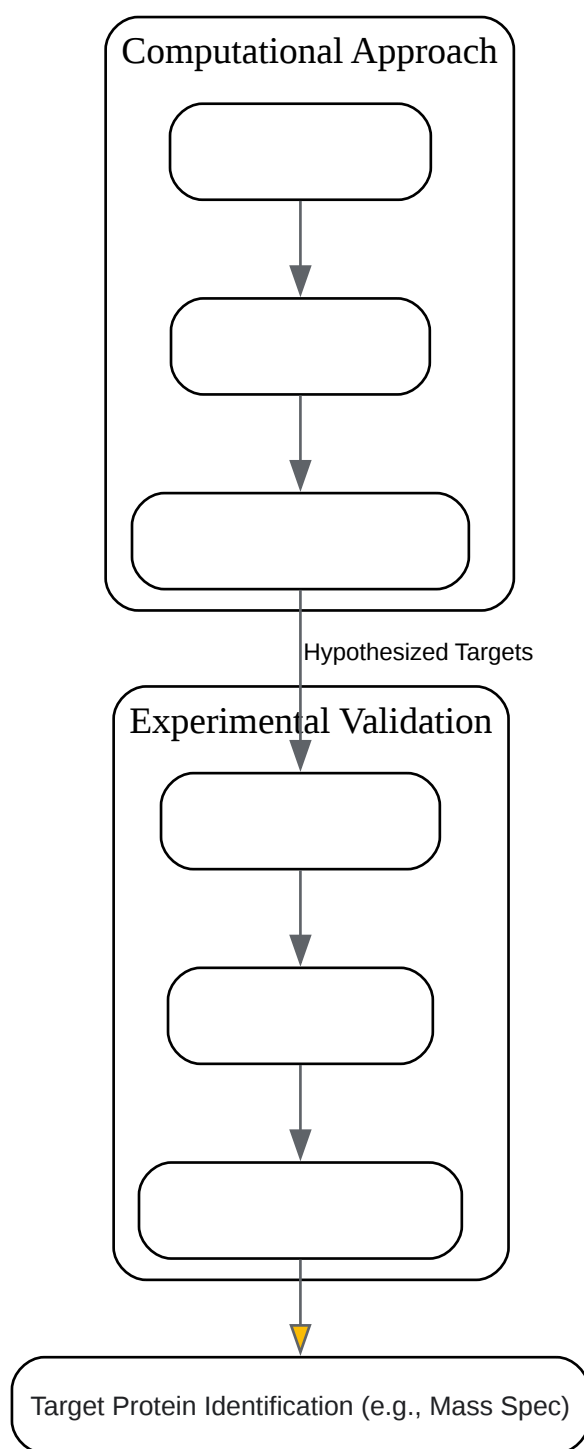 Computational Approach
Hypothesized Targets
Experimental Validation
Target Protein Identification (e.g., Mass Spec)